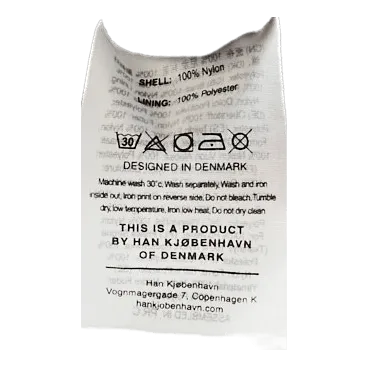 SHELL: 100% Nylon
LINING: 100% Polyester
30
DESIGNED IN DENMARK
Machine wash 30°c, Wash separately, Wash and iron
inside out, Iron print on reverse side, Do not bleach, Tumble
dry, low temperature, Iron low heat, Do not dry clean
THIS IS A PRODUCT
BY HAN KJØBENHAVN
OF DENMARK
Han Kjøbenhavn
Vognmagergade 7, Copenhagen K
hankjobenhavn.com
ASSEMBLED IN P.R.C